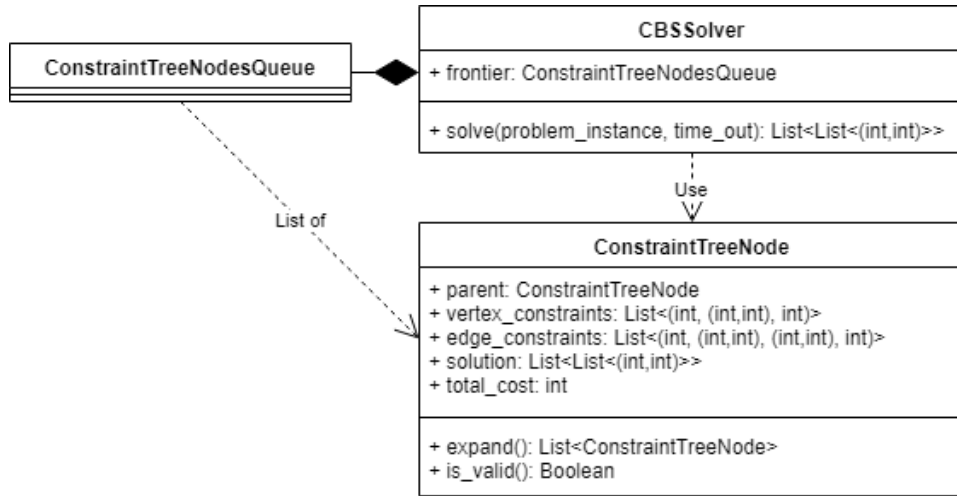 CBSSolver
ConstraintTreeNodesQueue
+ frontier: ConstraintTreeNodesQueue
+ solve(problem_instance, time_out): List<List<(int,int)>>
Use
List of
ConstraintTreeNode
+ parent: ConstraintTreeNode
+ vertex_constraints: List<(int, (int,int), int)>
+ edge_constraints: List<(int, (int,int), (int,int), int)>
+ solution: List<List<(int,int)>>
+ total_cost: int
+ expand(): List<ConstraintTreeNode>
+ is_valid(): Boolean